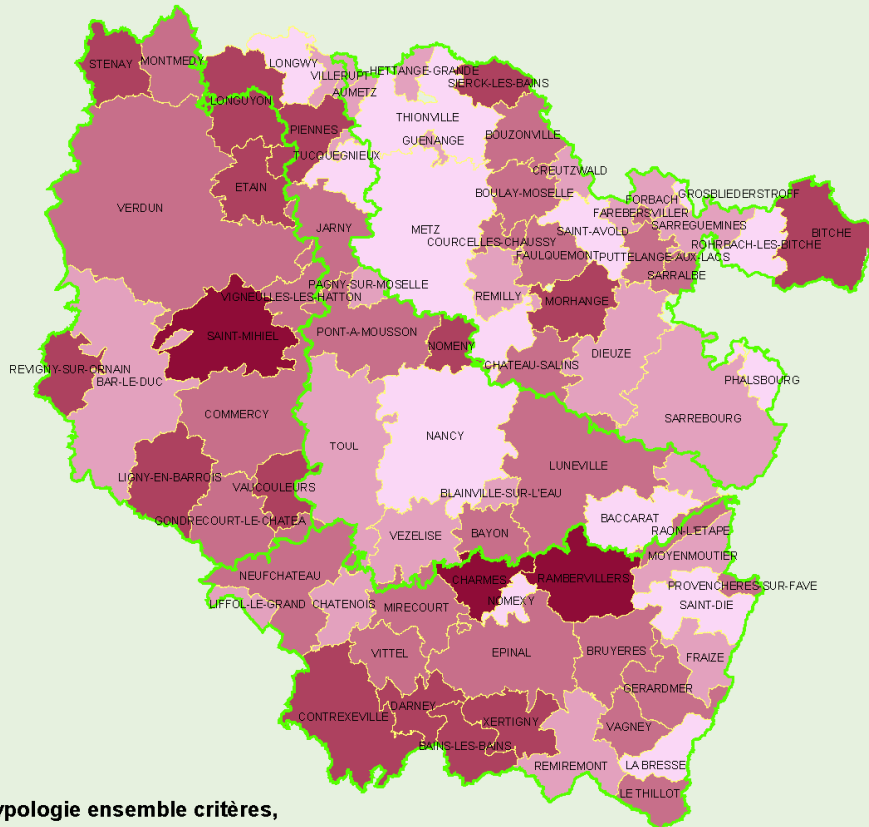 STENAY
MONTMEDY
LONGWY
VILLERUPT
HETTANGE-GRANDE
AUMETZ
SIERCK-LES-BAINS
LONGUYON
THIONVILLE
PIENNES
GUENANGE
BOUZONVILLE
TUCQUEGNIEUX
CREUTZWALD
ETAIN
BOULAY-MOSELLE
GROSBLIEDERSTROFF
FORBACH
VERDUN
FAREBERSVILLER
JARNY
METZ
SAINT-AVOLD
SARREGUEMINES
BITCHE
COURCELLES-CHAUSSY
ROHRBACH-LES-BITCHE
FAULQUEMONT
PUTTELANGE-AUX-LACS
SARRALBE
PAGNY-SUR-MOSELLE
VIGNEULLES-LES-HATTON
REMILLY
MORHANGE
SAINT-MIHIEL
PONT-A-MOUSSON
NOMENY
DIEUZE
CHATEAU-SALINS
REVIGNY-SUR-ORNAIN
BAR-LE-DUC
PHALSBOURG
COMMERCY
SARREBOURG
NANCY
TOUL
LUNEVILLE
LIGNY-EN-BARROIS
VAUCOULEURS
BLAINVILLE-SUR-L'EAU
GONDRECOURT-LE-CHATEA
BACCARAT
RAON-L'ETAPE
VEZELISE
BAYON
MOYENMOUTIER
NEUFCHATEAU
CHARMES
RAMBERVILLERS
PROVENCHERES-SUR-FAVE
LIFFOL-LE-GRAND
CHATENOIS
MIRECOURT
NOMEXY
SAINT-DIE
VITTEL
EPINAL
BRUYERES
FRAIZE
GERARDMER
CONTREXEVILLE
DARNEY
XERTIGNY
VAGNEY
BAINS-LES-BAINS
REMIREMONT
LA BRESSE
LE THILLOT
ypologie ensemble critères,